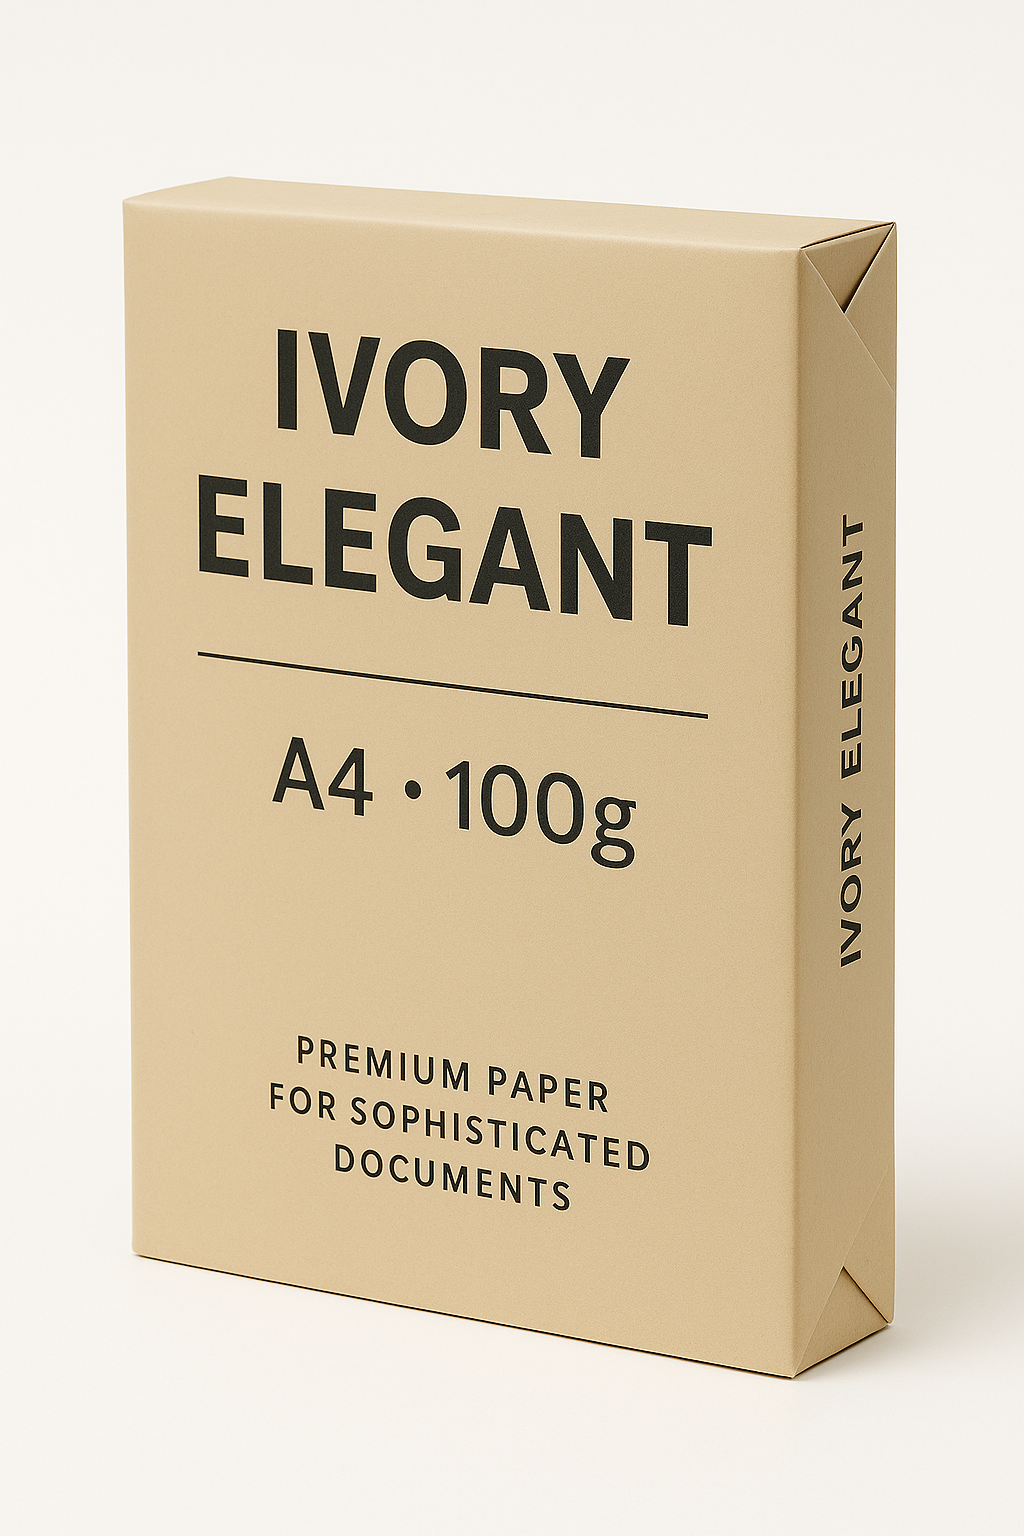 IVORY
ELEGANT
A4 · 100g
PREMIUM PAPER
FOR SOPHISTICATED
DOCUMENTS
IVORY ELEGANT